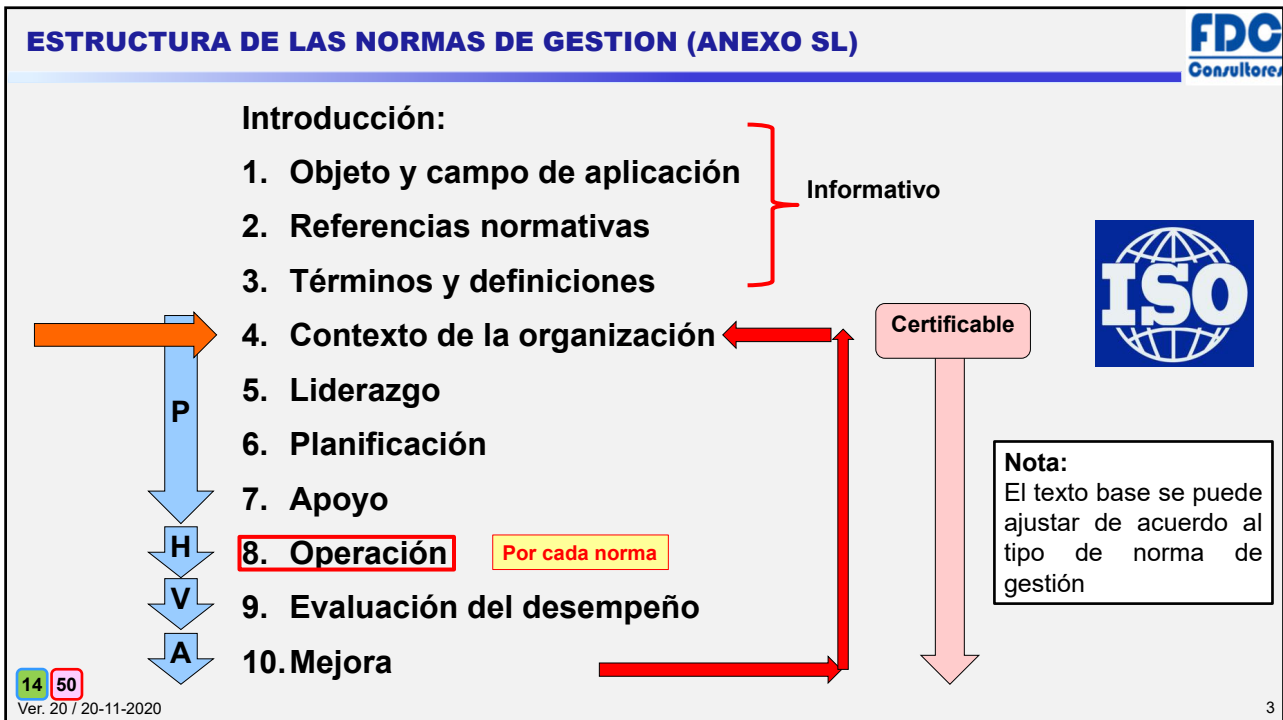 ESTRUCTURA DE LAS NORMAS DE GESTION (ANEXO SL)
FDC
Consultores
Introducción:
1. Objeto y campo de aplicación
2. Referencias normativas
3. Términos y definiciones
Informativo
4. Contexto de la organización
5. Liderazgo
6. Planificación
7. Apoyo
8. Operación
Por cada norma
9. Evaluación del desempeño
10. Mejora
P
H
V
A
Certificable
ISO
Nota:
El texto base se puede
ajustar de acuerdo al
tipo de norma de
gestión
14 50
Ver. 20 / 20-11-2020
3